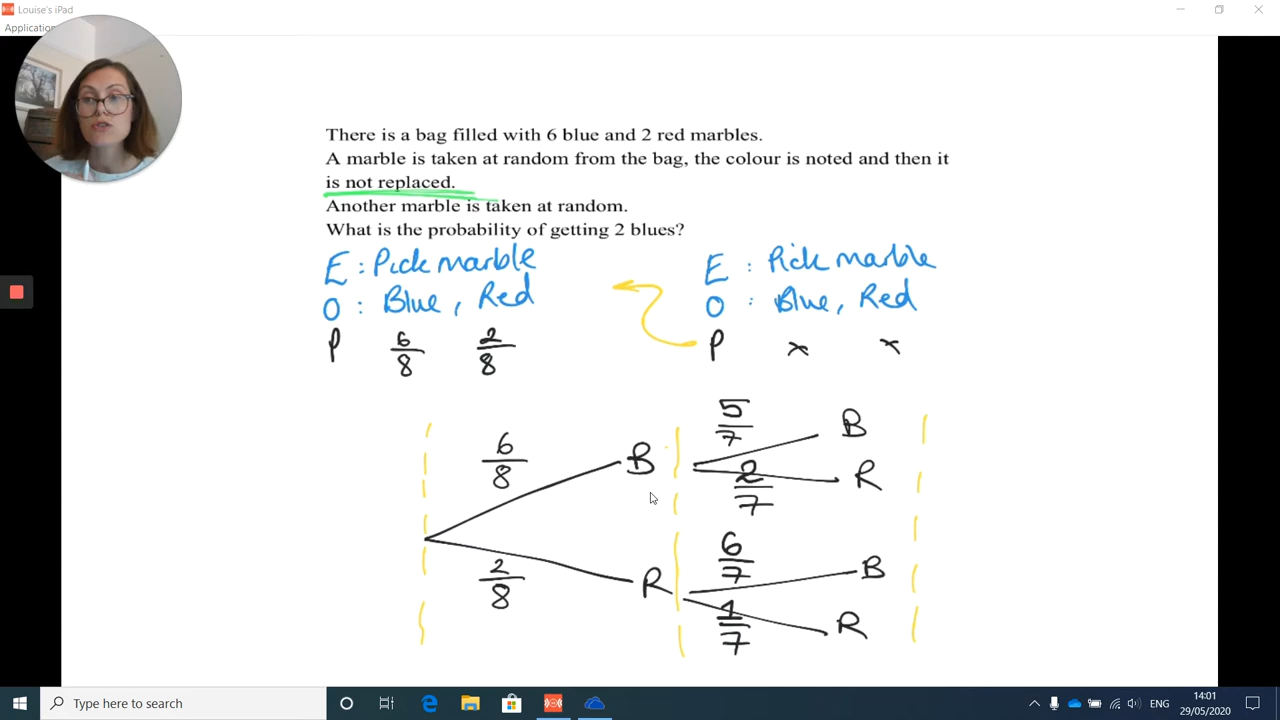 Louise's iPad
Application
There is a bag filled with 6 blue and 2 red marbles.
A marble is taken at random from the bag, the colour is noted and then it
is not replaced.
Another marble is taken at random.
What is the probability of getting 2 blues?
E : Pick marble
O : Blue, Red
P 6/8 2/8
E : Pick marble
O : Blue, Red
P x x
6/8 B
2/8 R
5/7 B
2/7 R
6/7 B
1/7 R
Type here to search
ENG
14:01
29/05/2020